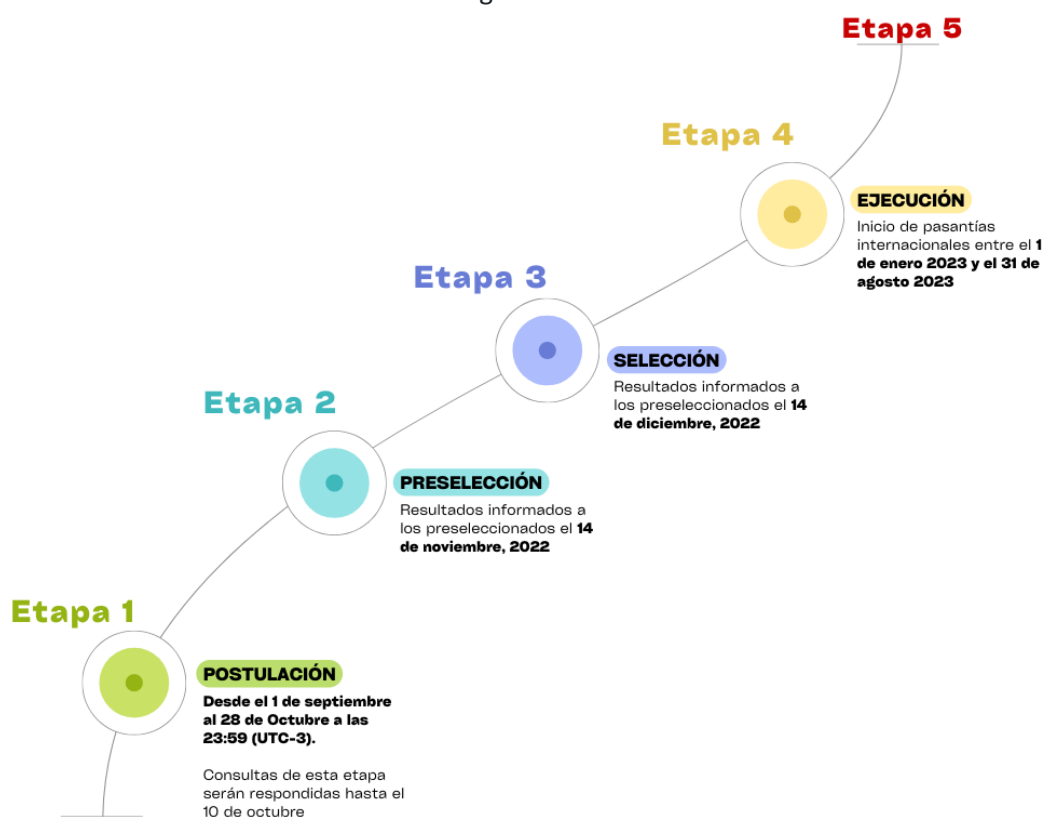 Etapa 5
Etapa 4
EJECUCIÓN
Inicio de pasantías
internacionales entre el 1
de enero 2023 y el 31 de
agosto 2023
Etapa 3
SELECCIÓN
Resultados informados a
los preseleccionados el 14
de diciembre, 2022
Etapa 2
PRESELECCIÓN
Resultados informados a
los preseleccionados el 14
de noviembre, 2022
Etapa 1
POSTULACIÓN
Desde el 1 de septiembre
al 28 de Octubre a las
23:59 (UTC-3).
Consultas de esta etapa
serán respondidas hasta el
10 de octubre